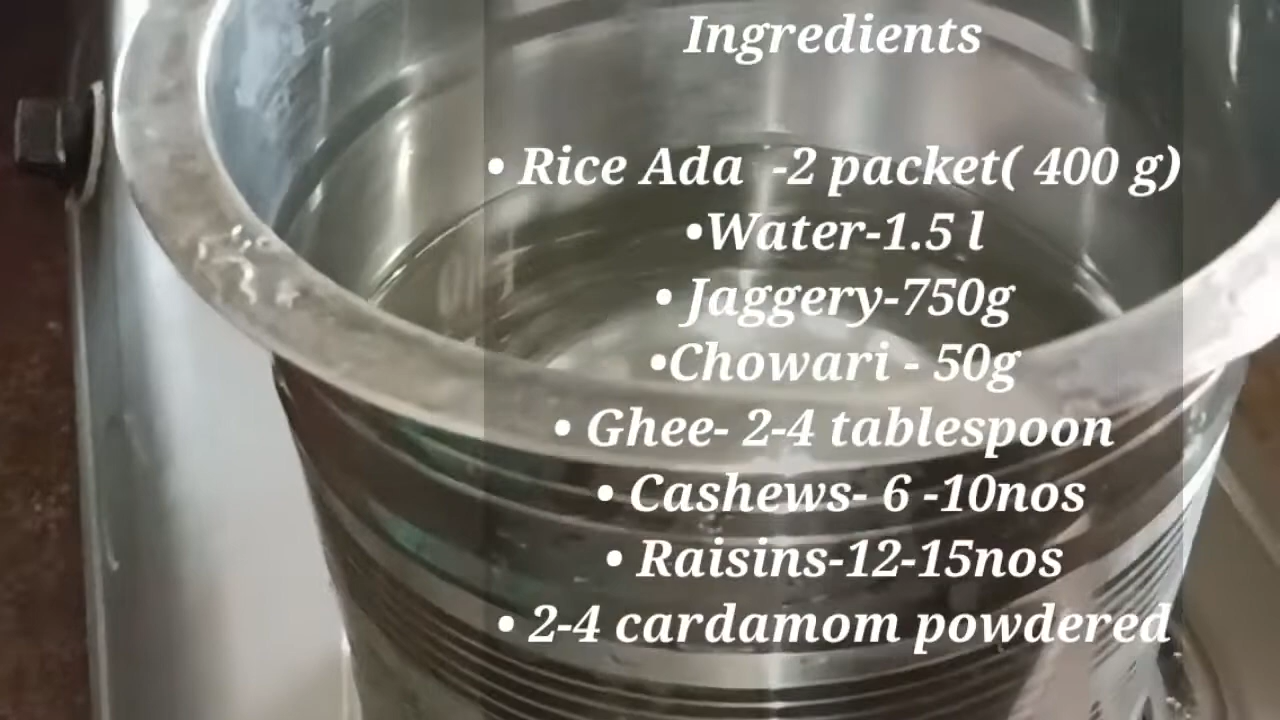 Ingredients
• Rice Ada -2 packet( 400 g)
•Water-1.5 l
• Jaggery-750g
•Chowari - 50g
• Ghee- 2-4 tablespoon
• Cashews- 6 -10nos
• Raisins-12-15nos
• 2-4 cardamom powdered